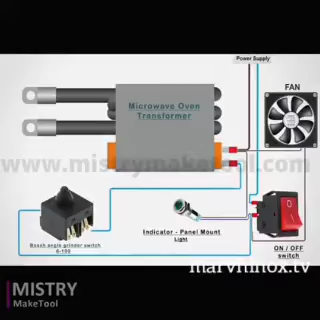 Power Supply
Microwave Oven
Transformer
FAN
www.mistrymaketool.com
Bosch angle grinder switch
6-100
Indicator - Panel Mount
Light
ON / OFF
switch
marvminox.tv
MISTRY
MakeTool